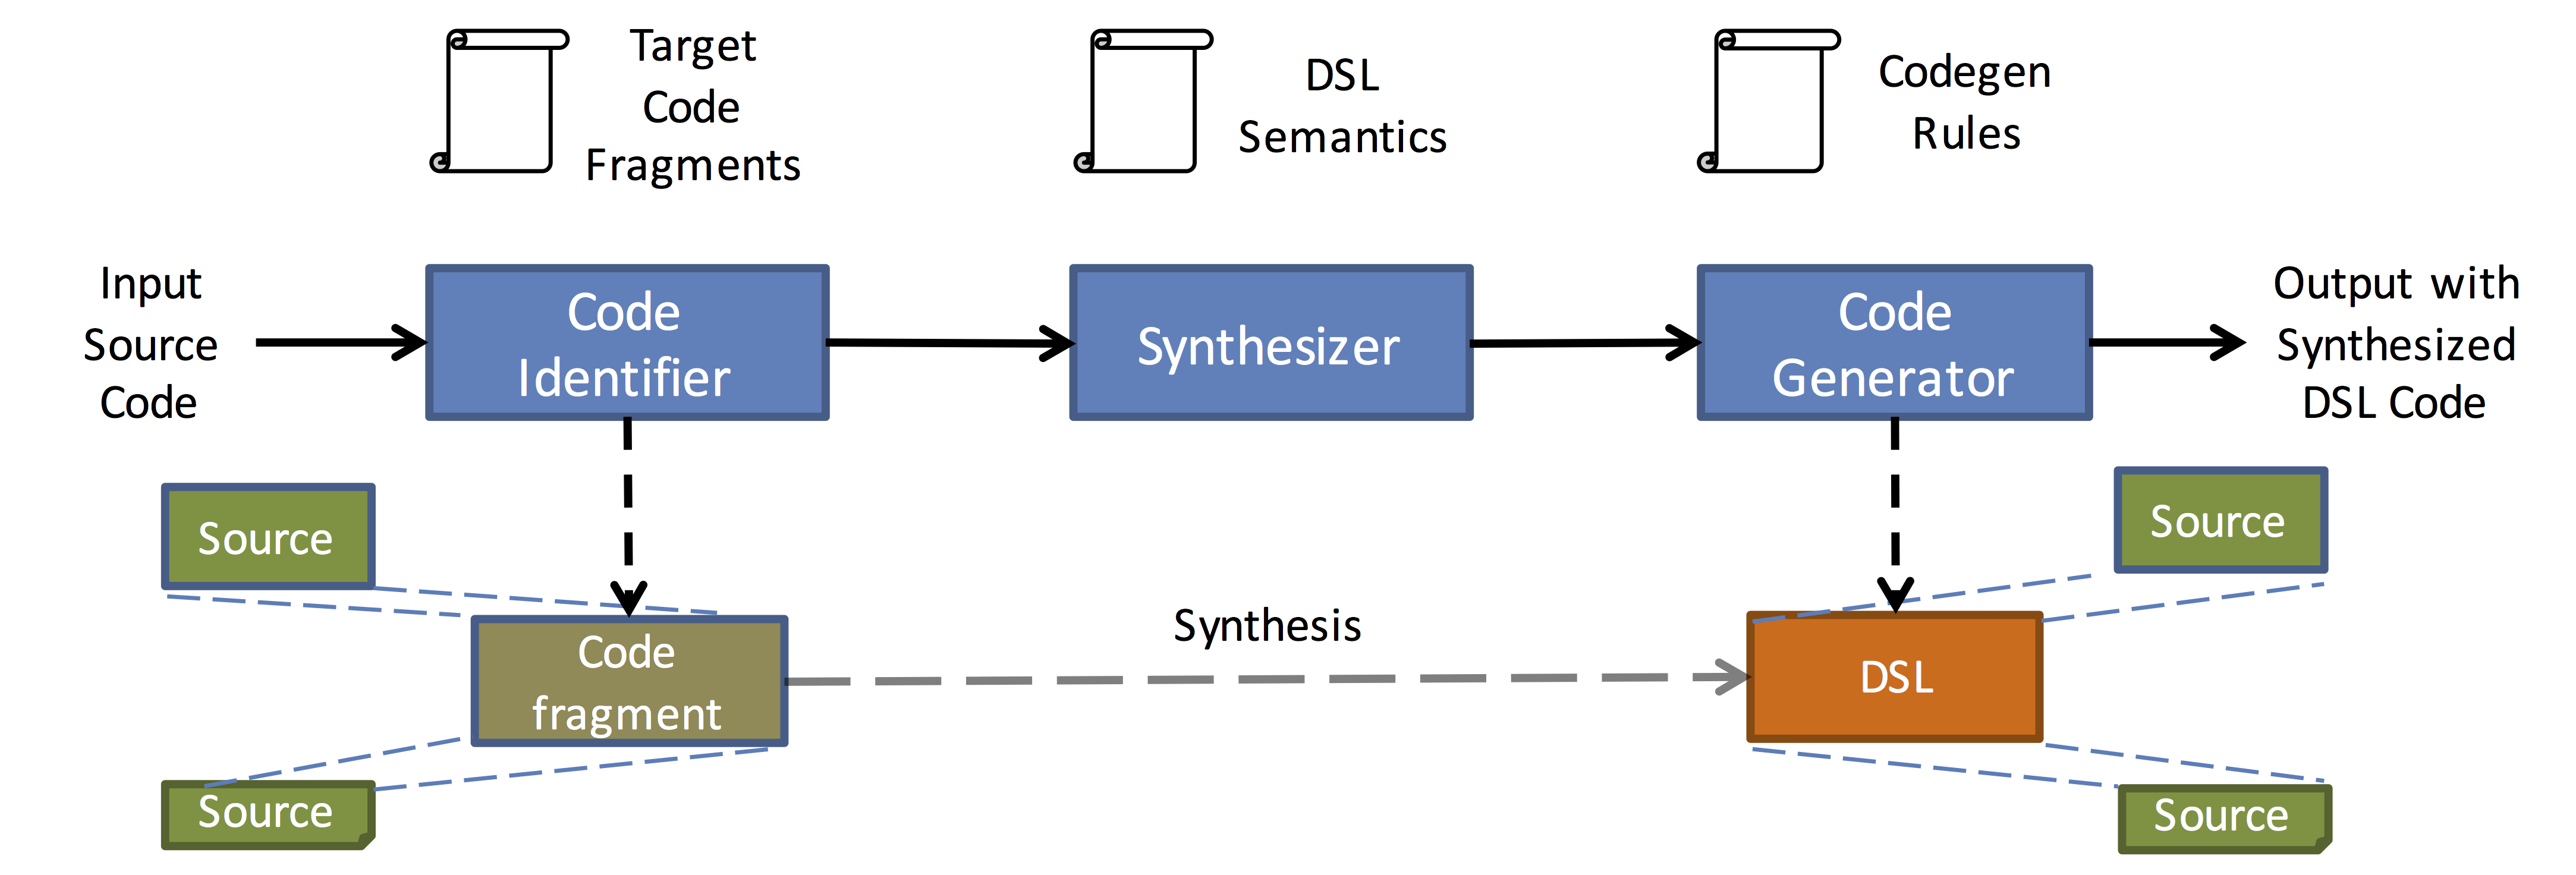 Target
Code
Fragments
DSL
Semantics
Codegen
Rules
Input
Source
Code
Code
Identifier
Synthesizer
Code
Generator
Output with
Synthesized
DSL Code
Source
Source
Code
fragment
Synthesis
DSL
Source
Source